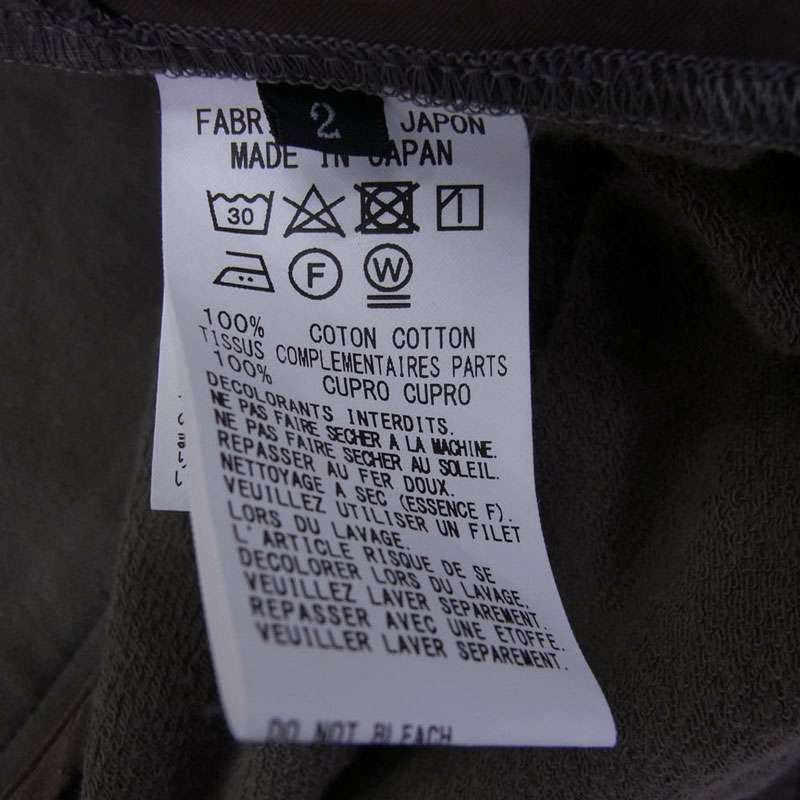 2
FABR JAPON
MADE IN JAPAN
30
F W
100% COTON COTTON
TISSUS COMPLEMENTAIRES PARTS
100% CUPRO CUPRO
DECOLORANTS INTERDITS.
NE PAS FAIRE SECHER A LA MACHINE.
NE PAS FAIRE SECHER AU SOLEIL.
REPASSER AU FER DOUX.
NETTOYAGE A SEC (ESSENCE F).
VEUILLEZ UTILISER UN FILET
LORS DU LAVAGE.
L'ARTICLE RISQUE DE SE
DECOLORER LORS DU LAVAGE.
VEUILLEZ LAVER SEPAREMENT.
REPASSER AVEC UNE ETOFFE.
VEUILLER LAVER SEPAREMENT.
DO NOT BLEACH